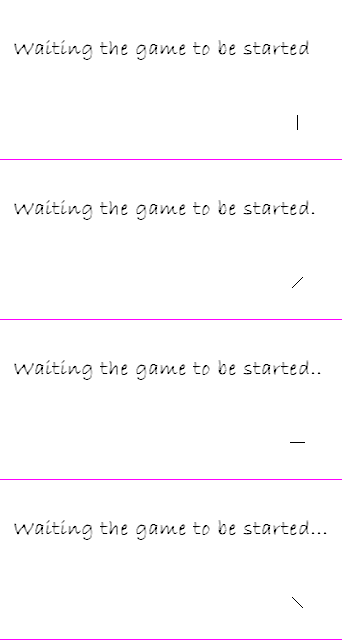 Waiting the game to be started
|
Waiting the game to be started.
/
Waiting the game to be started..
—
Waiting the game to be started...
\